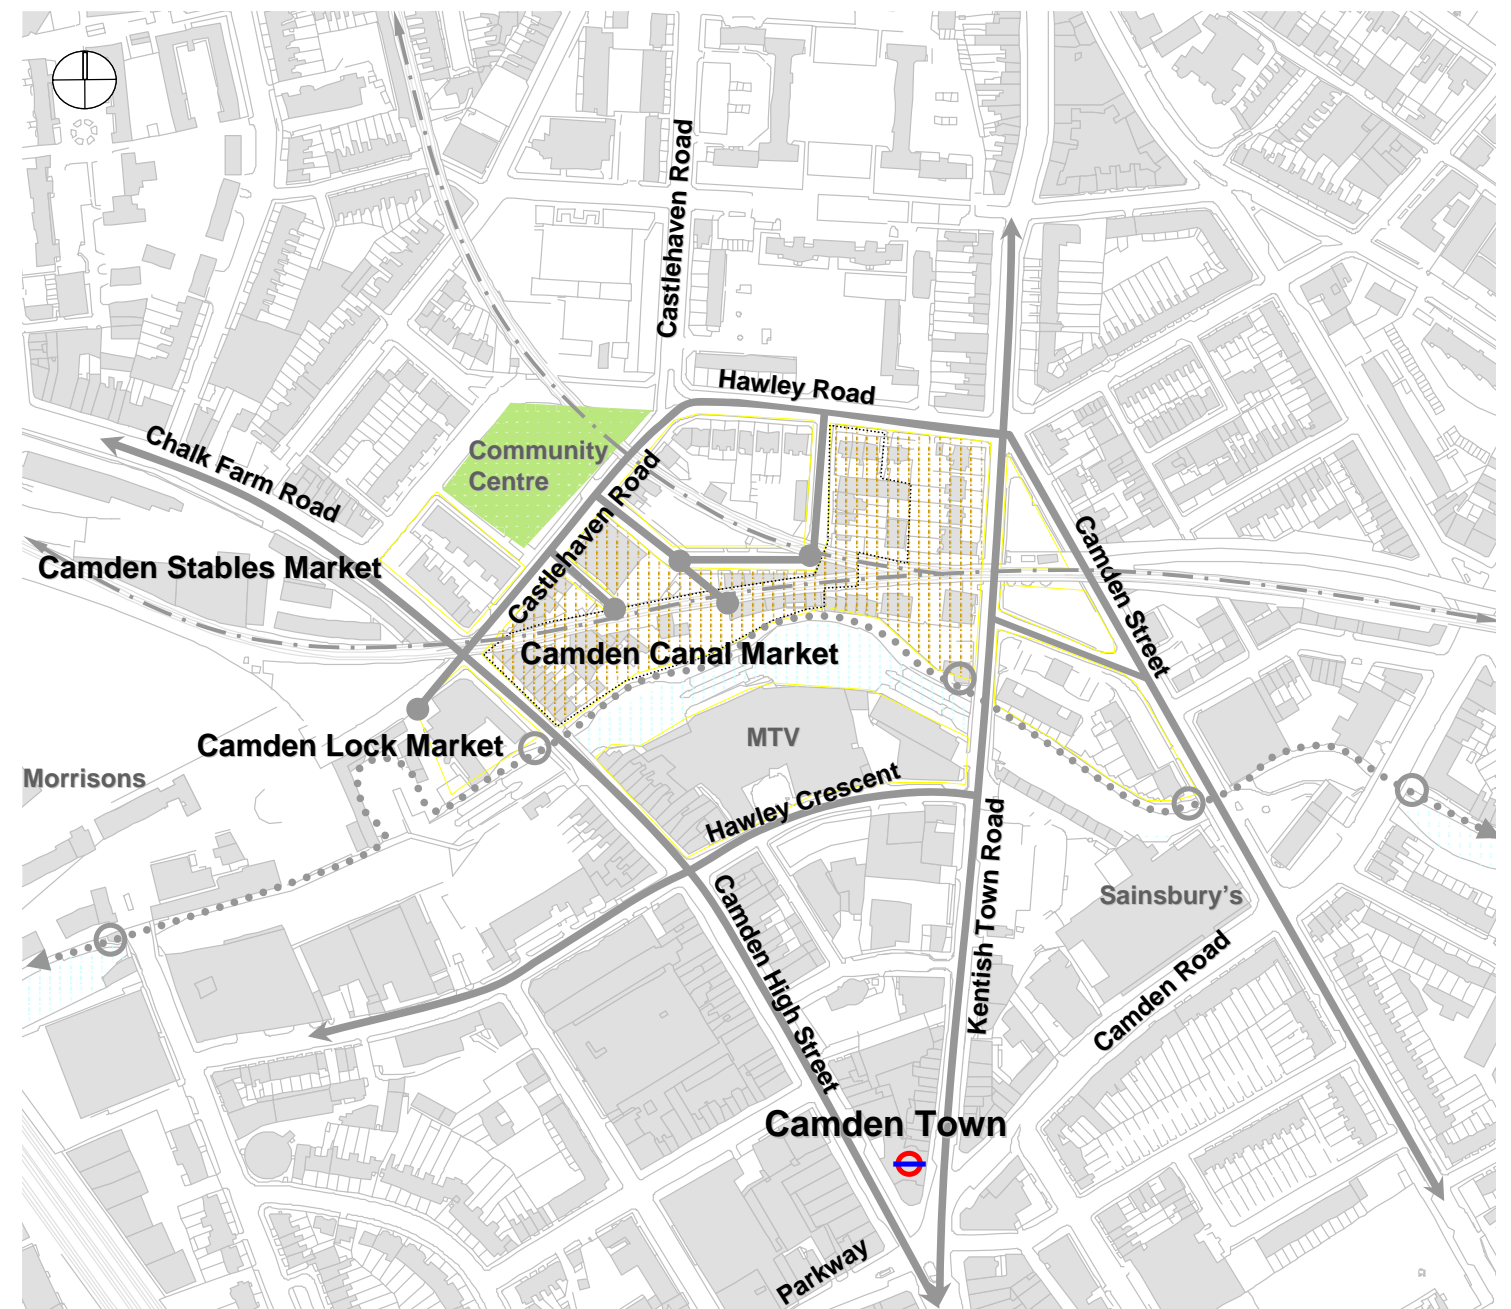 Castlehaven Road
Hawley Road
Chalk Farm Road
Community
Centre
Castlehaven Road
Camden Stables Market
Camden Street
Camden Canal Market
Camden Lock Market
MTV
Morrisons
Hawley Crescent
Kentish Town Road
Sainsbury’s
Camden High Street
Camden Road
Camden Town
Parkway